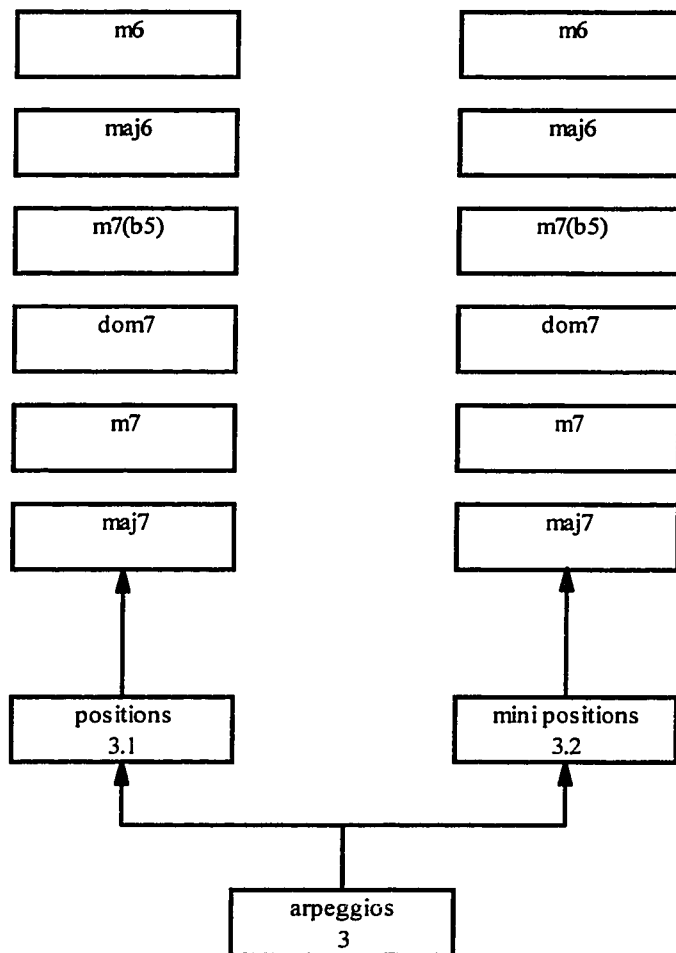 m6
m6
maj6
maj6
m7(b5)
m7(b5)
dom7
dom7
m7
m7
maj7
maj7
positions
3.1
mini positions
3.2
arpeggios
3